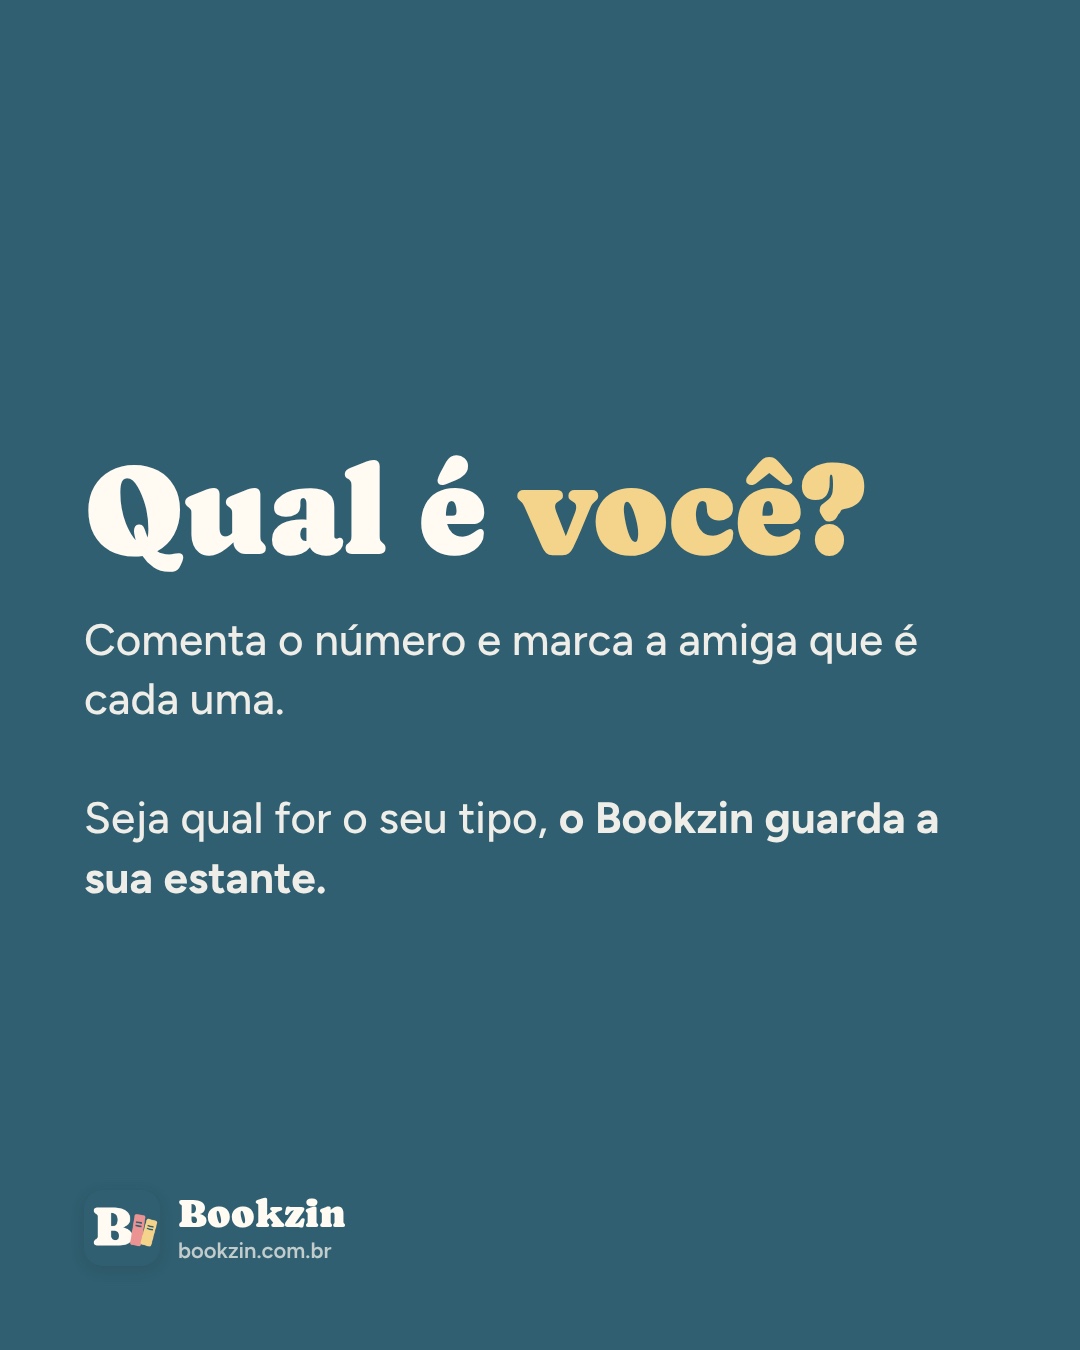 Qual é você?
Comenta o número e marca a amiga que é
cada uma.
Seja qual for o seu tipo, o Bookzin guarda a
sua estante.
B
Bookzin
bookzin.com.br